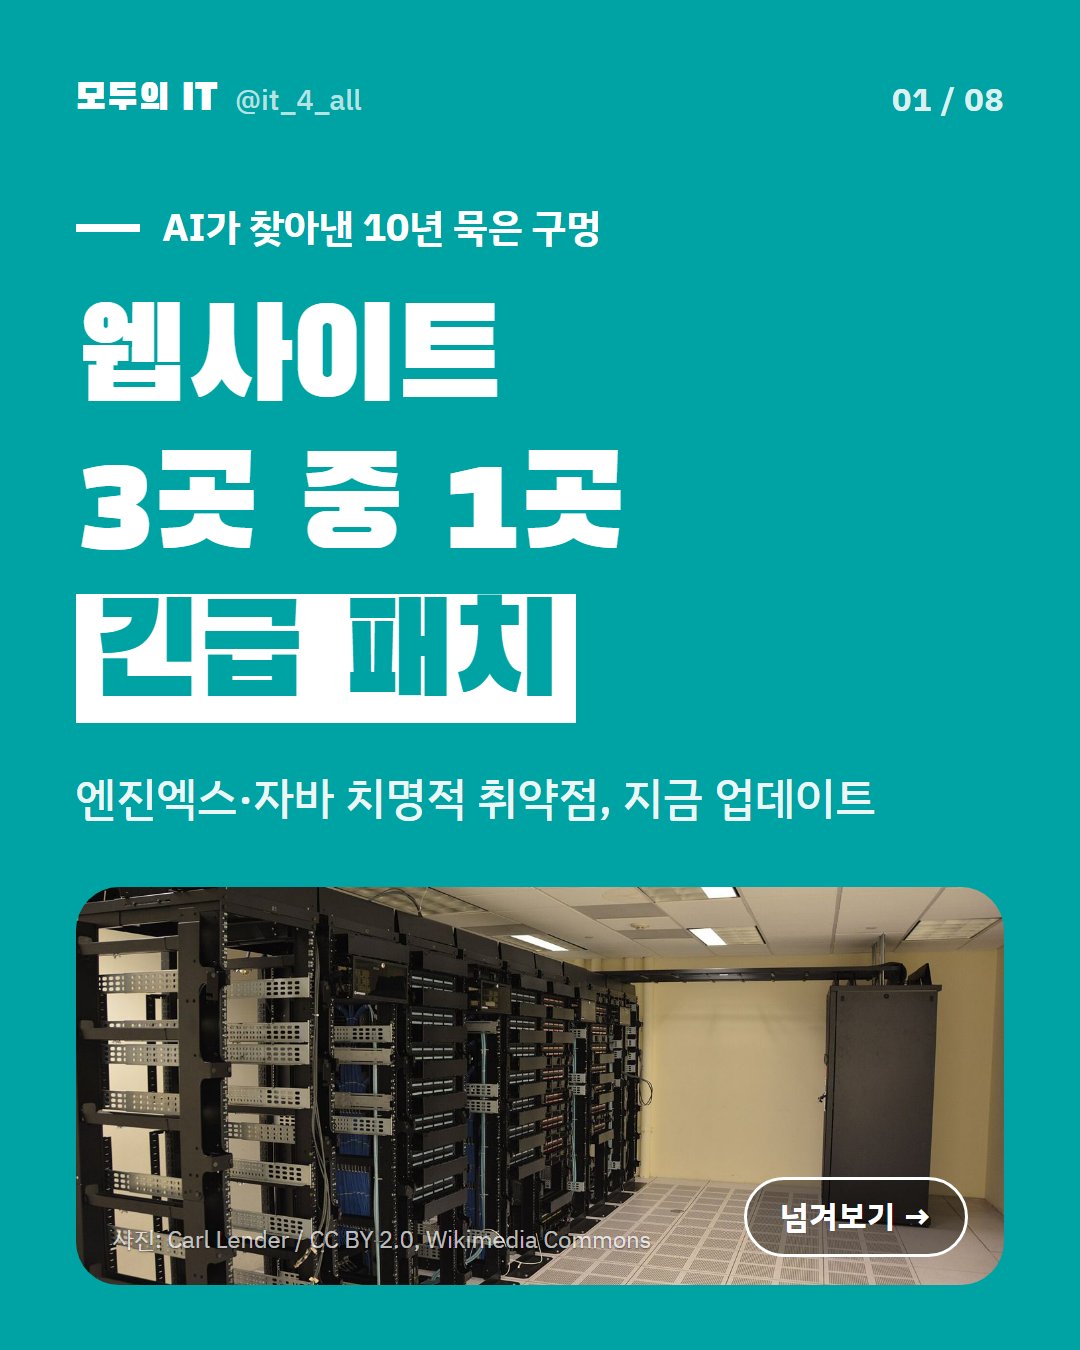 모두의 IT @it_4_all
01 / 08
AI가 찾아낸 10년 묵은 구멍
웹사이트
3곳 중 1곳
긴급 패치
엔진엑스·자바 치명적 취약점, 지금 업데이트
넘겨보기 →
사진: Carl Lender / CC BY 2.0, Wikimedia Commons